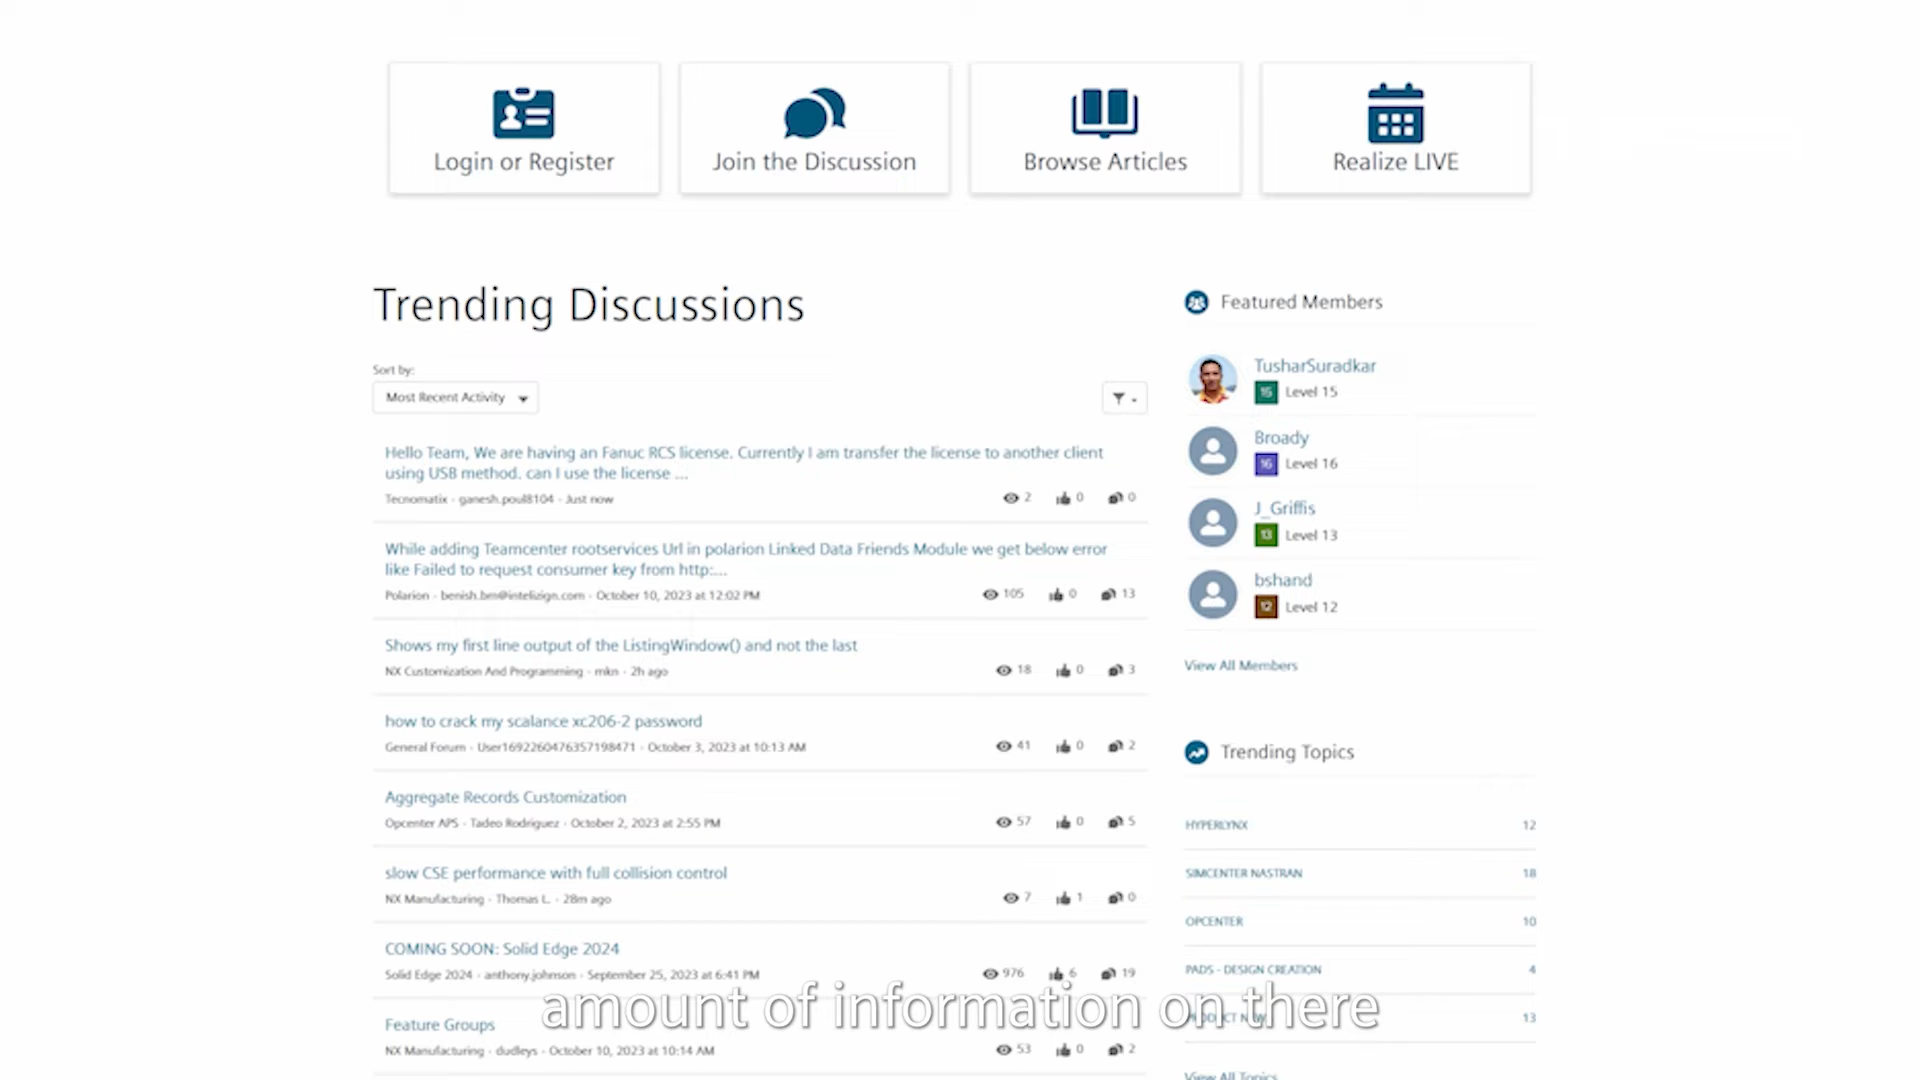 Login or Register
Join the Discussion
Browse Articles
Realize LIVE
Trending Discussions
Sort by:
Most Recent Activity
Hello Team, We are having an Fanuc RCS license. Currently I am transfer the license to another client
using USB method. can I use the license ...
Tecnomatix - ganesh.poul8104 - Just now
2 0 0
While adding Teamcenter rootservices Url in polarion Linked Data Friends Module we get below error
like Failed to request consumer key from http:...
Polarion - benish.bm@intelizign.com - October 10, 2023 at 12:02 PM
105 0 13
Shows my first line output of the ListingWindow() and not the last
NX Customization And Programming - mkn - 2h ago
18 0 3
how to crack my scalance xc206-2 password
General Forum - User1692260476357198471 - October 3, 2023 at 10:13 AM
41 0 2
Aggregate Records Customization
Opcenter APS - Tadeo Rodriguez - October 2, 2023 at 2:55 PM
57 0 5
slow CSE performance with full collision control
NX Manufacturing - Thomas L. - 28m ago
7 1 0
COMING SOON: Solid Edge 2024
Solid Edge 2024 - anthony.johnson - September 25, 2023 at 6:41 PM
976 6 19
Feature Groups
NX Manufacturing - dudleys - October 10, 2023 at 10:14 AM
53 0 2
Featured Members
TusharSuradkar
15 Level 15
Broady
16 Level 16
J_Griffis
13 Level 13
bshand
12 Level 12
View All Members
Trending Topics
HYPERLYNX 12
SIMCENTER NASTRAN 18
OPCENTER 10
PADS - DESIGN CREATION 4
PRODUCT 13
View All Topics
amount of information on there